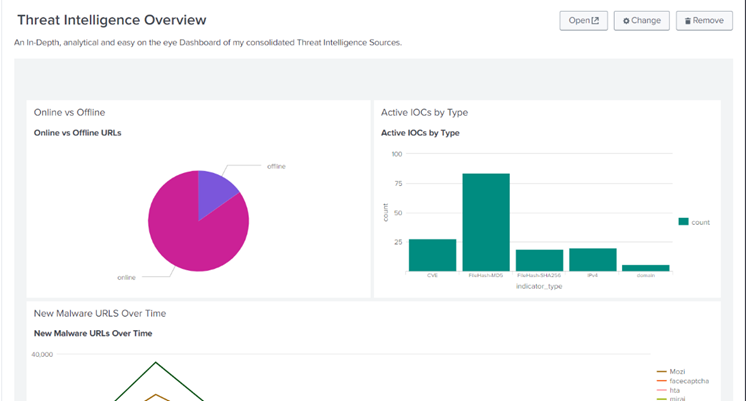 Threat Intelligence Overview
Open
Change
Remove
An In-Depth, analytical and easy on the eye Dashboard of my consolidated Threat Intelligence Sources.
Online vs Offline
Online vs Offline URLs
offline
online
Active IOCs by Type
Active IOCs by Type
100
75
50
25
count
CVE
FileHash-MD5
FileHash-SHA256
IPv4
domain
indicator_type
count
New Malware URLS Over Time
New Malware URLs Over Time
40,000
Mozi
facecaptcha
hta
mirai